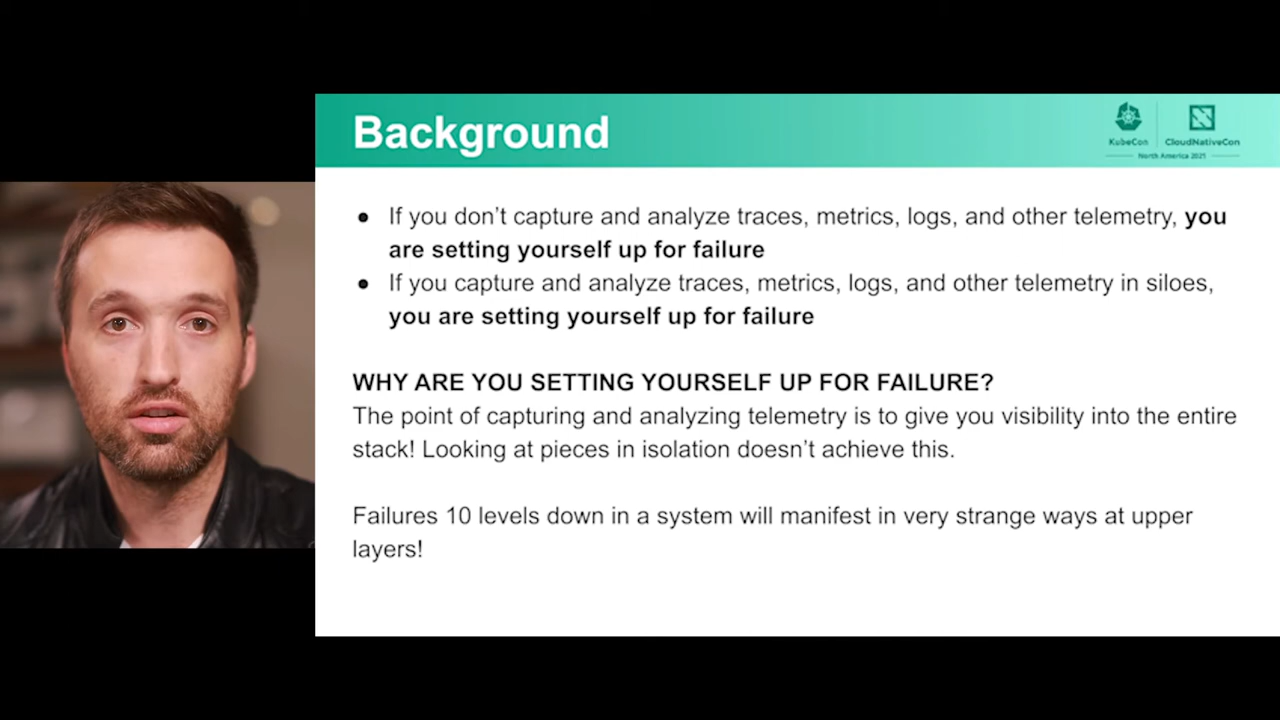 Background
KubeCon
CloudNativeCon
North America 2025
● If you don’t capture and analyze traces, metrics, logs, and other telemetry, you
are setting yourself up for failure
● If you capture and analyze traces, metrics, logs, and other telemetry in siloes,
you are setting yourself up for failure
WHY ARE YOU SETTING YOURSELF UP FOR FAILURE?
The point of capturing and analyzing telemetry is to give you visibility into the entire
stack! Looking at pieces in isolation doesn’t achieve this.
Failures 10 levels down in a system will manifest in very strange ways at upper
layers!